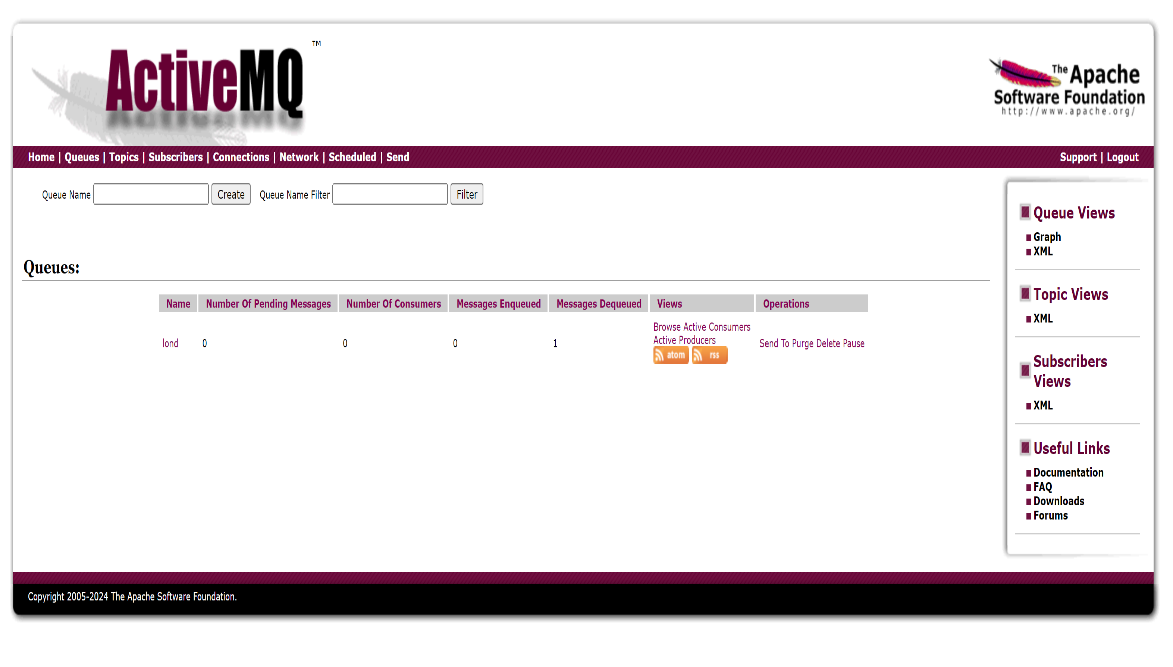 ActiveMQ ™
The Apache
Software Foundation
http://www.apache.org/
Home | Queues | Topics | Subscribers | Connections | Network | Scheduled | Send
Support | Logout
Queue Name Create Queue Name Filter Filter
Queues:
Name Number Of Pending Messages Number Of Consumers Messages Enqueued Messages Dequeued Views Operations
lond 0 0 0 1
Browse Active Consumers
Active Producers
atom rss
Send To Purge Delete Pause
Queue Views
Graph
XML
Topic Views
XML
Subscribers
Views
XML
Useful Links
Documentation
FAQ
Downloads
Forums
Copyright 2005-2024 The Apache Software Foundation.